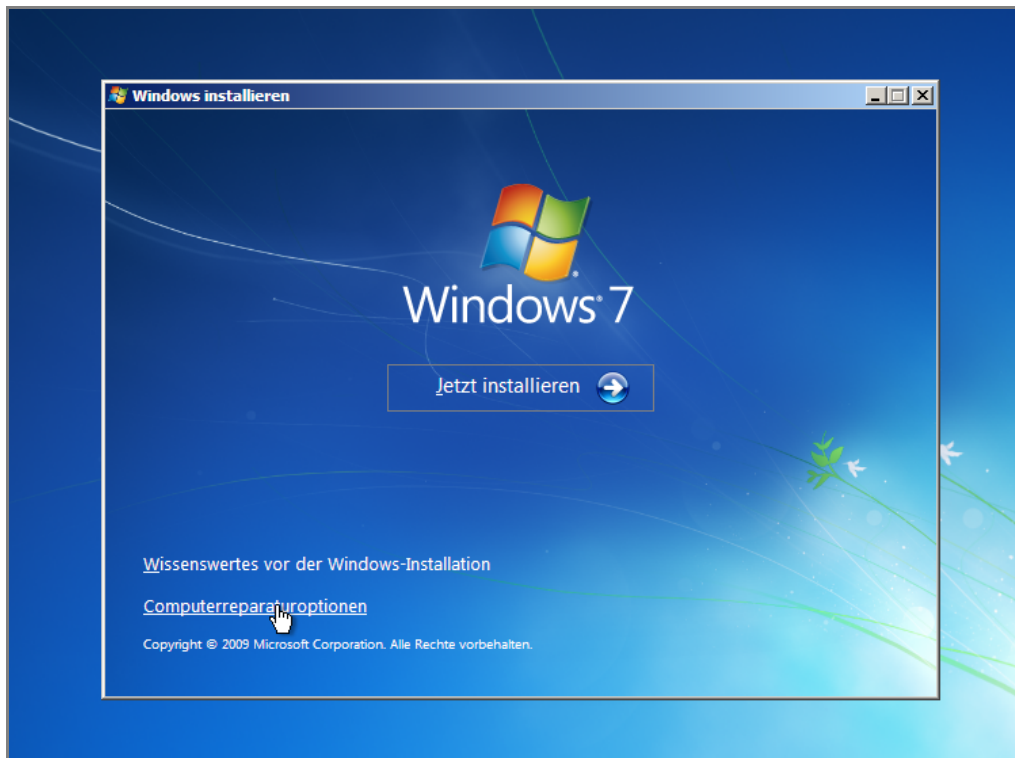 Windows installieren
Windows® 7
Jetzt installieren
Wissenswertes vor der Windows-Installation
Computerreparaturoptionen
Copyright © 2009 Microsoft Corporation. Alle Rechte vorbehalten.